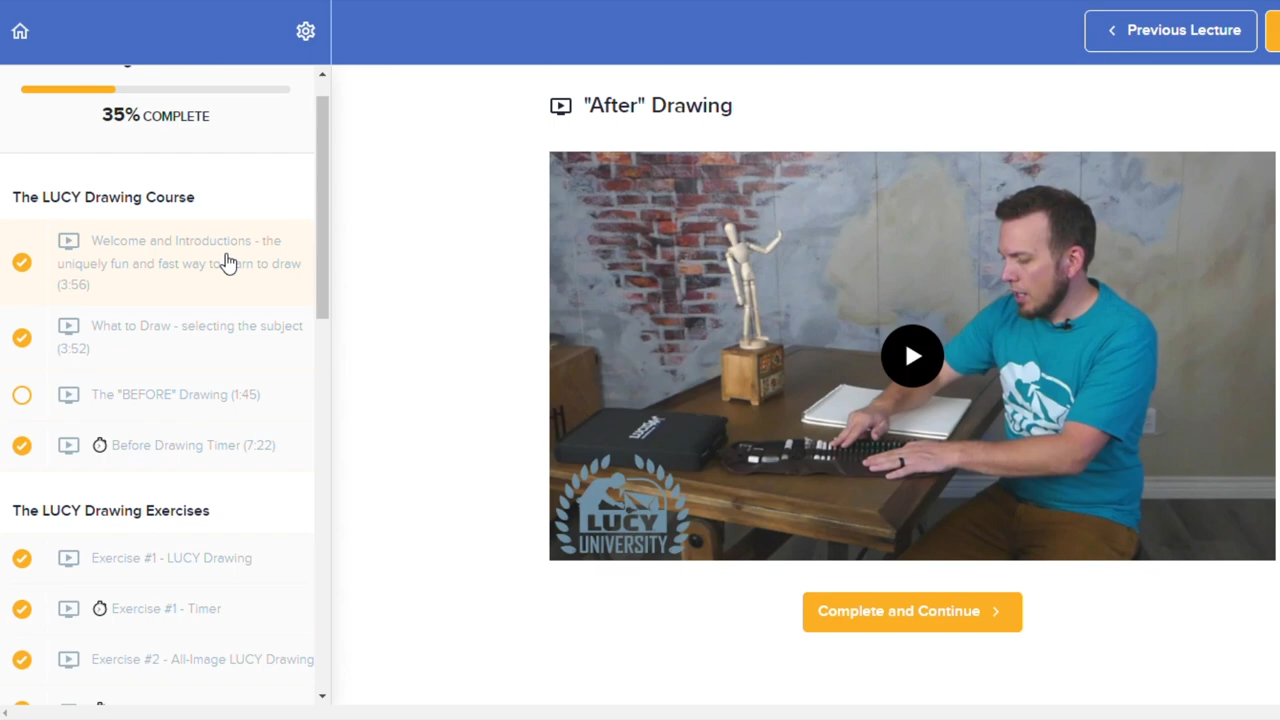 Previous Lecture
35% COMPLETE
The LUCY Drawing Course
Welcome and Introductions - the
uniquely fun and fast way to learn to draw
(3:56)
What to Draw - selecting the subject
(3:52)
The "BEFORE" Drawing (1:45)
Before Drawing Timer (7:22)
The LUCY Drawing Exercises
Exercise #1 - LUCY Drawing
Exercise #1 - Timer
Exercise #2 - All-Image LUCY Drawing
"After" Drawing
LUCY
UNIVERSITY
Complete and Continue